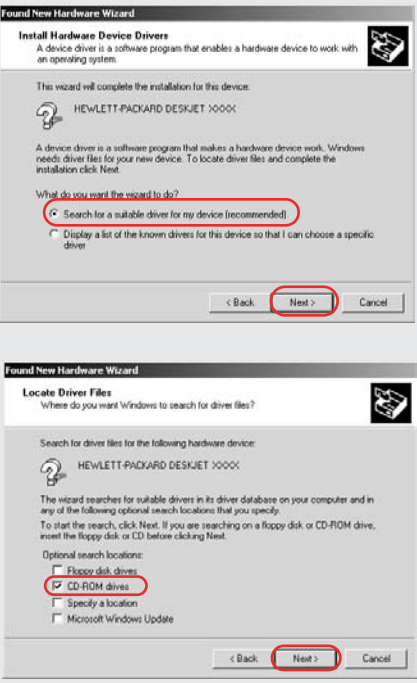 Found New Hardware Wizard
Install Hardware Device Drivers
A device driver is a software program that enables a hardware device to work with
an operating system.
This wizard will complete the installation for this device:
HEWLETT-PACKARD DESKJET XXXX
A device driver is a software program that makes a hardware device work. Windows
needs driver files for your new device. To locate driver files and complete the
installation click Next.
What do you want the wizard to do?
Search for a suitable driver for my device (recommended)
Display a list of the known drivers for this device so that I can choose a specific
driver
< Back Next > Cancel
Found New Hardware Wizard
Locate Driver Files
Where do you want Windows to search for driver files?
Search for driver files for the following hardware device:
HEWLETT-PACKARD DESKJET XXXX
The wizard searches for suitable drivers in its driver database on your computer and in
any of the following optional search locations that you specify.
To start the search, click Next. If you are searching on a floppy disk or CD-ROM drive,
insert the floppy disk or CD before clicking Next.
Optional search locations:
Floppy disk drives
CD-ROM drives
Specify a location
Microsoft Windows Update
< Back Next > Cancel